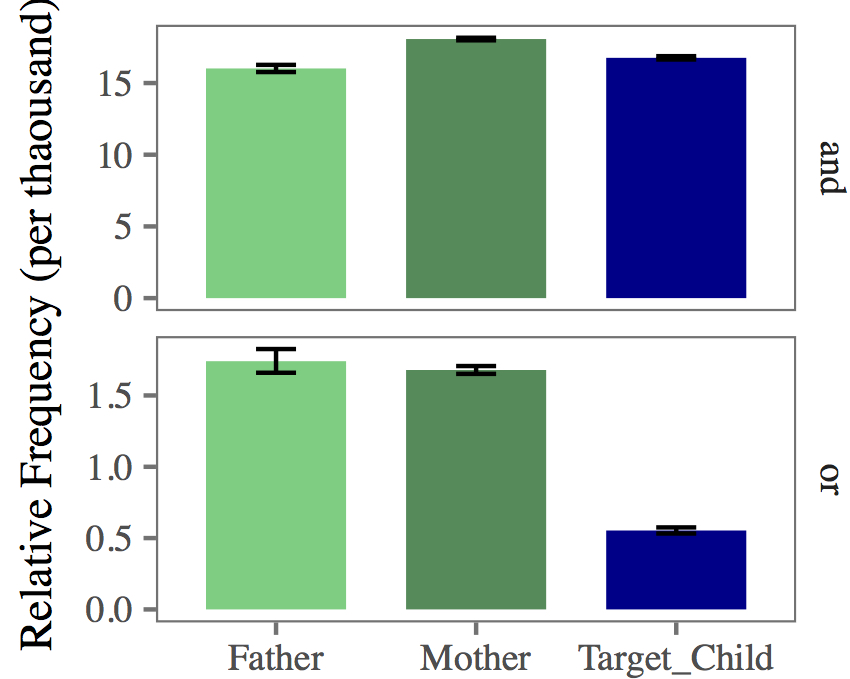 Relative Frequency (per thaousand)
15
10
5
0
and
1.5
1.0
0.5
0.0
or
Father Mother Target_Child